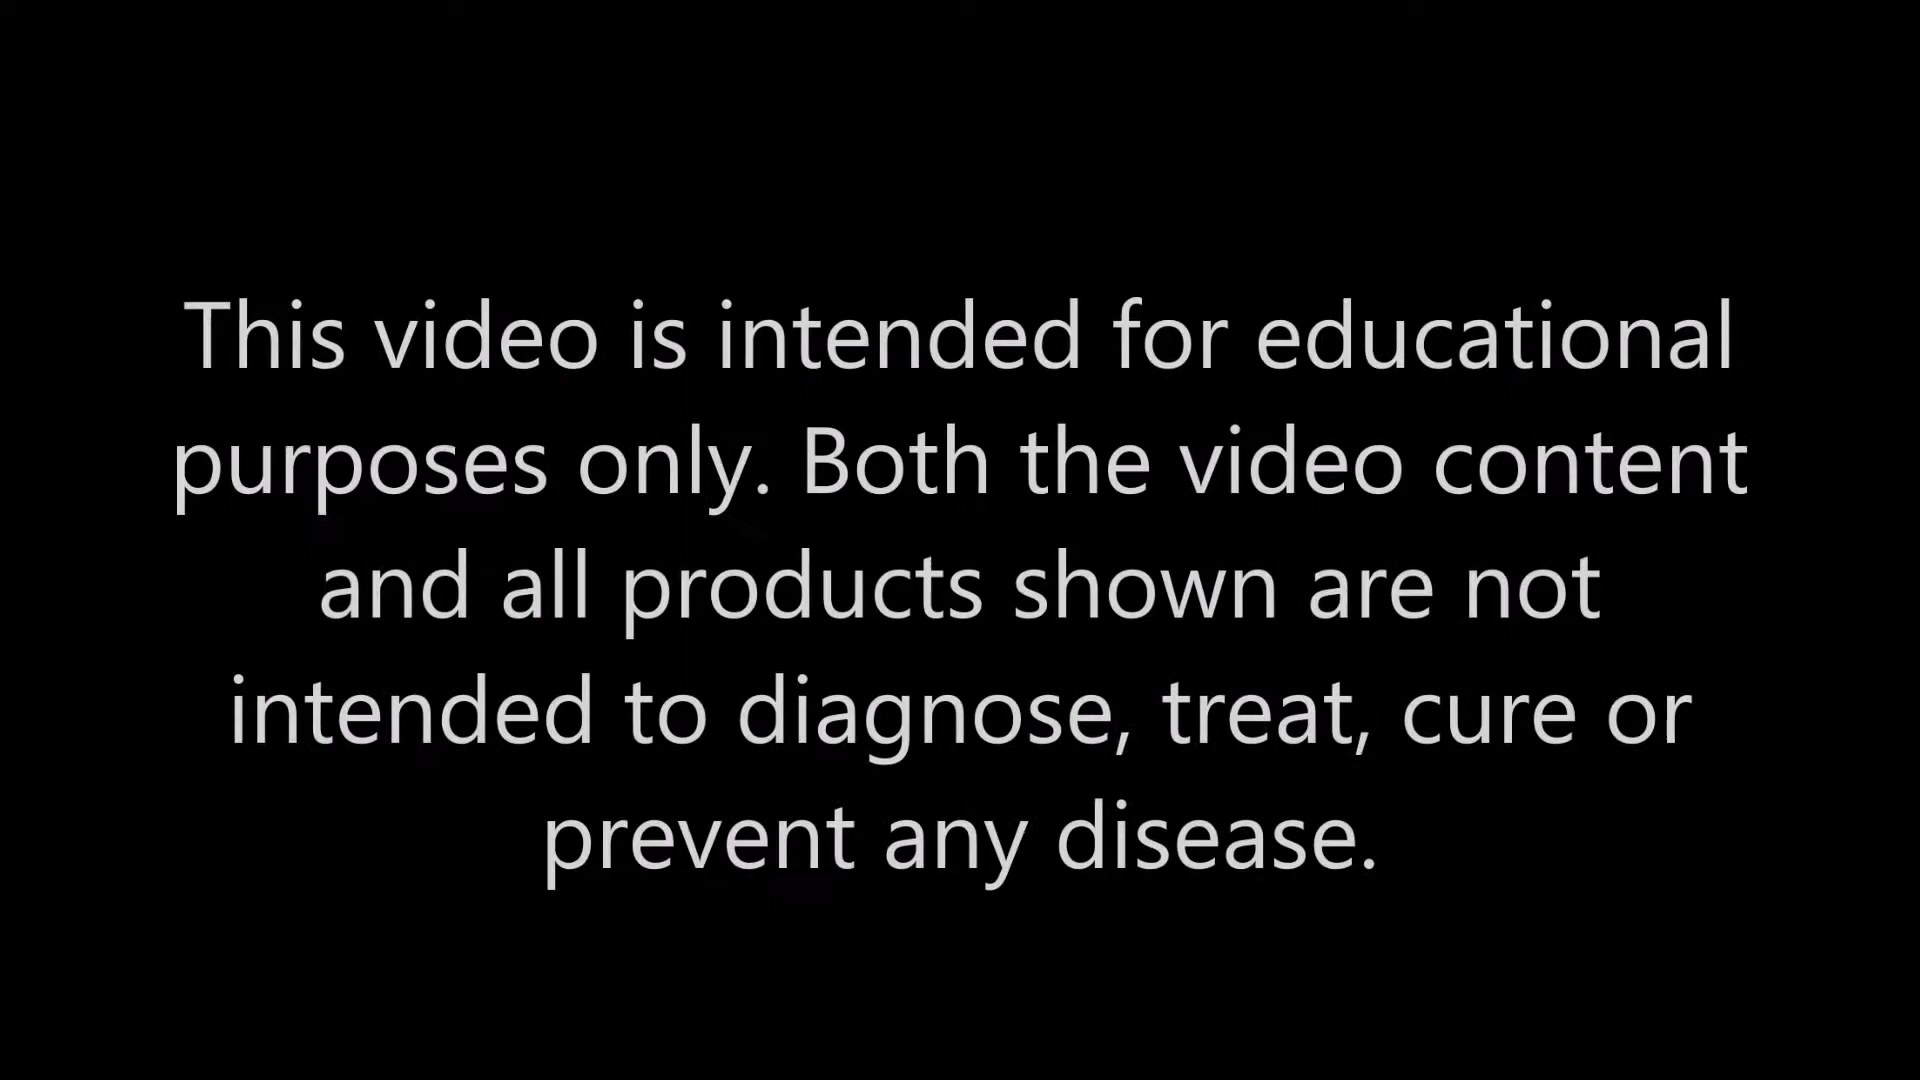 This video is intended for educational
purposes only. Both the video content
and all products shown are not
intended to diagnose, treat, cure or
prevent any disease.